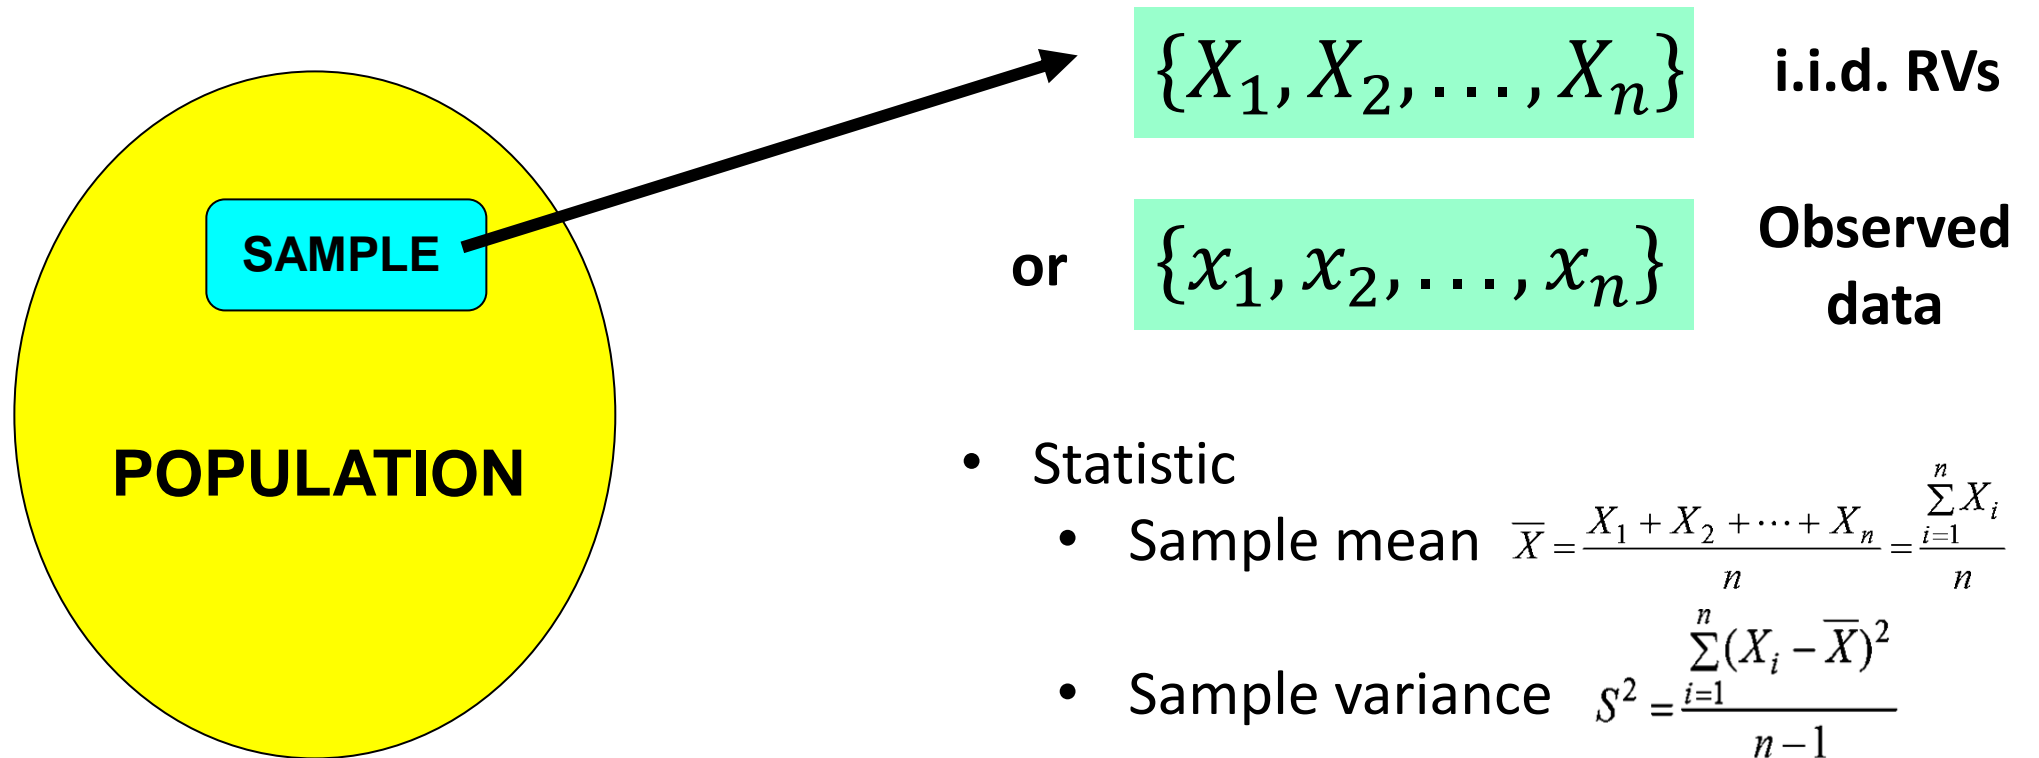 {X₁, X₂, . . . , Xₙ} i.i.d. RVs
SAMPLE
or {x₁, x₂, . . . , xₙ} Observed
data
POPULATION
• Statistic
• Sample mean X̅ = (X₁ + X₂ + ⋯ + Xₙ)/n = (∑ᵢ₌₁ⁿ Xᵢ)/n
• Sample variance S² = (∑ᵢ₌₁ⁿ (Xᵢ − X̅)²)/(n − 1)